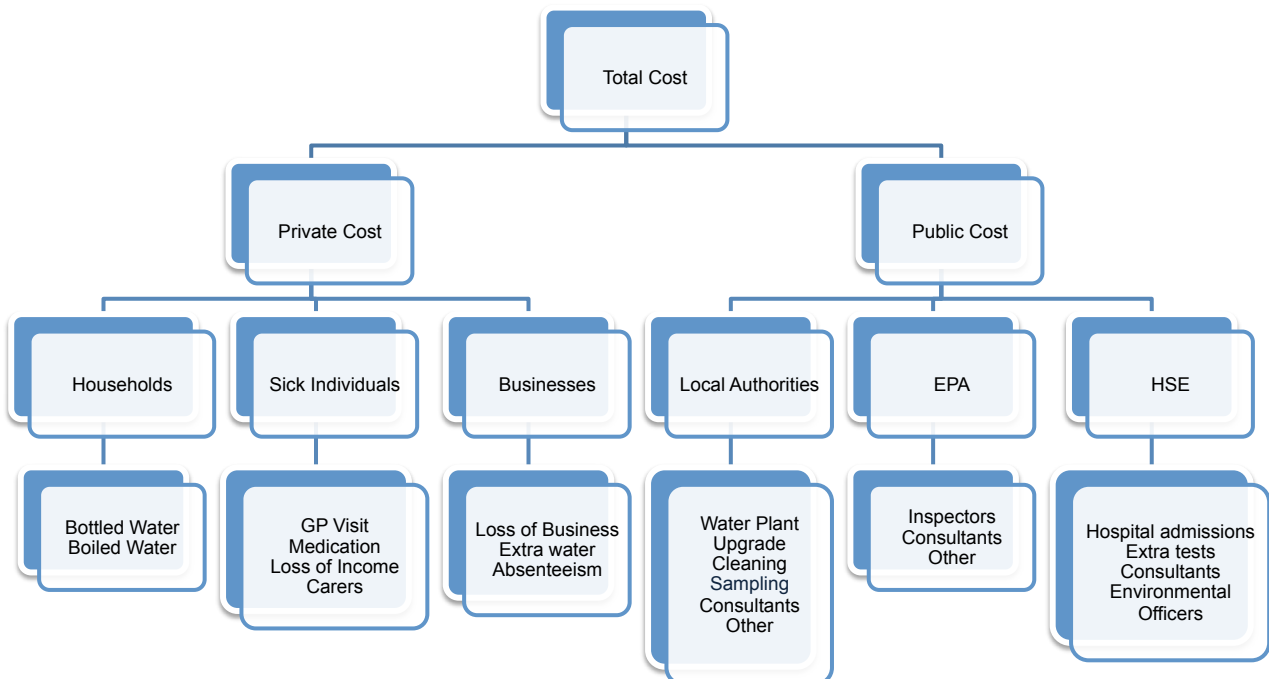 Total Cost
Private Cost
Public Cost
Households
Sick Individuals
Businesses
Local Authorities
EPA
HSE
Bottled Water
Boiled Water
GP Visit
Medication
Loss of Income
Carers
Loss of Business
Extra water
Absenteeism
Water Plant
Upgrade
Cleaning
Sampling
Consultants
Other
Inspectors
Consultants
Other
Hospital admissions
Extra tests
Consultants
Environmental
Officers